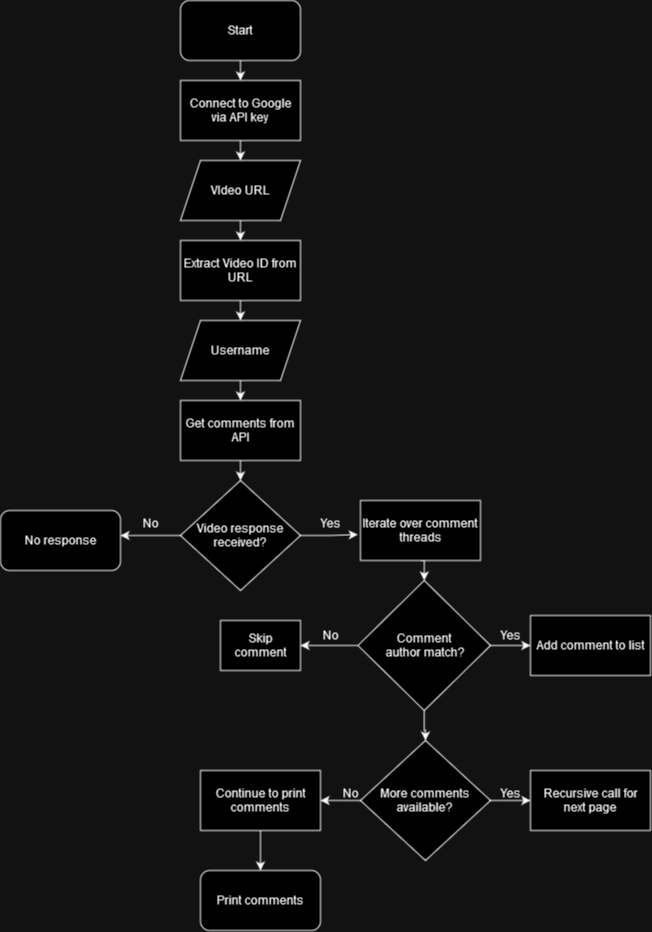 Start
Connect to Google
via API key
Video URL
Extract Video ID from
URL
Username
Get comments from
API
Video response
received?
No
Yes
No response
Iterate over comment
threads
Comment
author match?
No
Yes
Skip
comment
Add comment to list
More comments
available?
No
Yes
Continue to print
comments
Recursive call for
next page
Print comments